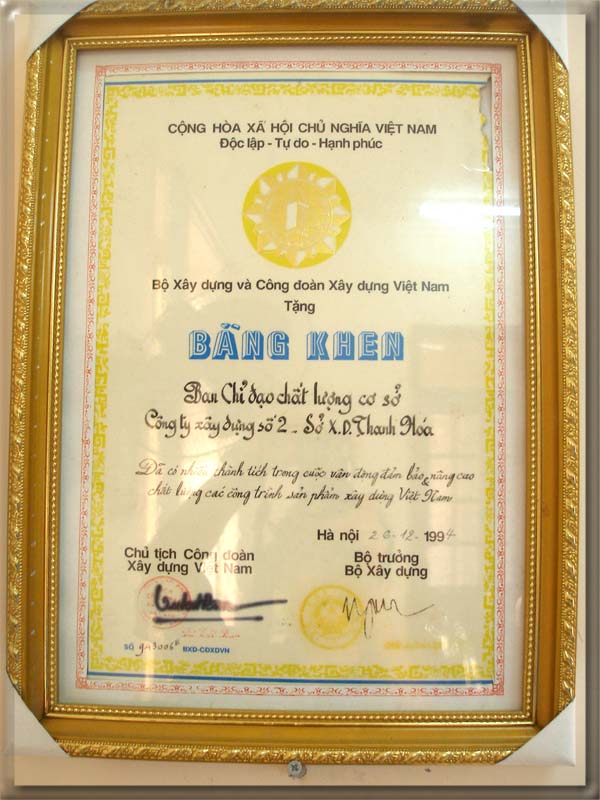 CỘNG HÒA XÃ HỘI CHỦ NGHĨA VIỆT NAM
Độc lập - Tự do - Hạnh phúc
Bộ Xây dựng và Công đoàn Xây dựng Việt Nam
Tặng
BẰNG KHEN
Ban Chỉ đạo chất lượng cơ sở
Công ty xây dựng số 2 - Sở X.D. Thanh Hóa
Đã có nhiều thành tích trong cuộc vận động đảm bảo & nâng cao
chất lượng các công trình sản phẩm xây dựng Việt Nam
Hà nội 26-12-1994
Chủ tịch Công đoàn
Xây dựng Việt Nam
Bộ trưởng
Bộ Xây dựng
SỐ BXD-CĐXDVN